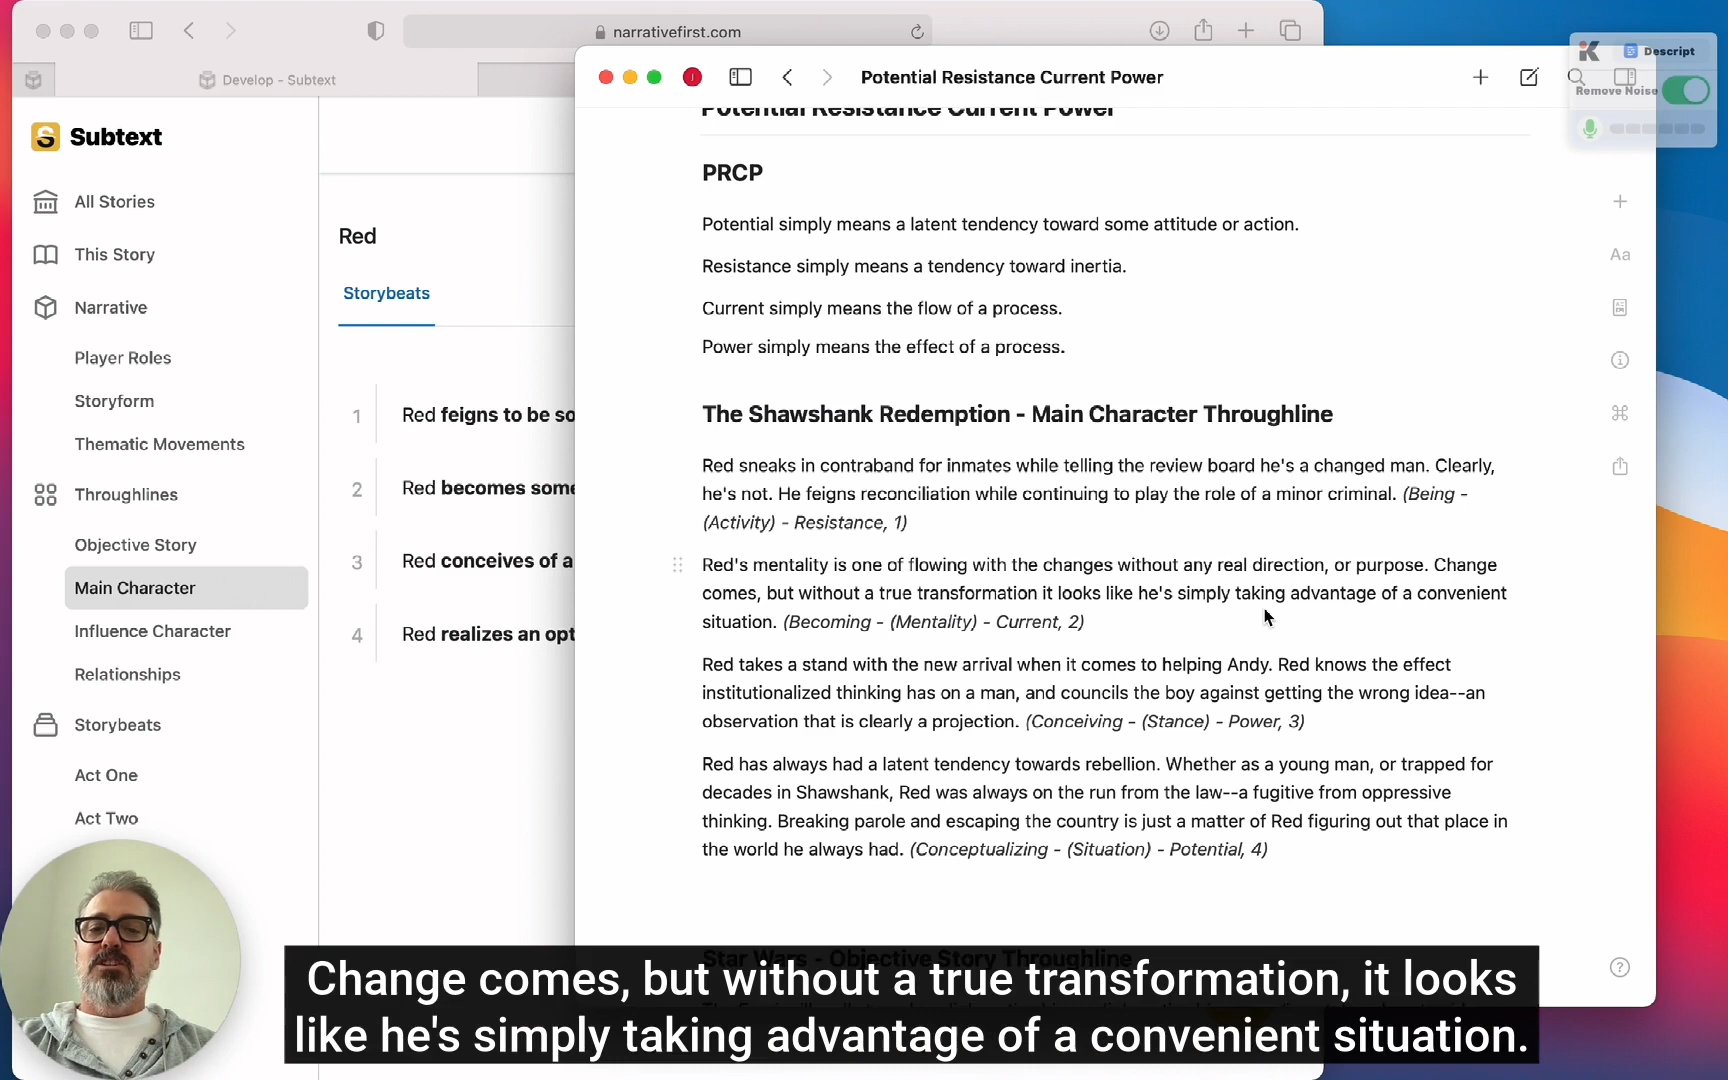 narrativefirst.com
Develop - Subtext
Potential Resistance Current Power
Descript
Remove Noise
Subtext
All Stories
This Story
Narrative
Player Roles
Storyform
Thematic Movements
Throughlines
Objective Story
Main Character
Influence Character
Relationships
Storybeats
Act One
Act Two
Red
Storybeats
1 Red feigns to be so
2 Red becomes some
3 Red conceives of a
4 Red realizes an opt
Potential Resistance Current Power
PRCP
Potential simply means a latent tendency toward some attitude or action.
Resistance simply means a tendency toward inertia.
Current simply means the flow of a process.
Power simply means the effect of a process.
The Shawshank Redemption - Main Character Throughline
Red sneaks in contraband for inmates while telling the review board he's a changed man. Clearly,
he's not. He feigns reconciliation while continuing to play the role of a minor criminal. (Being -
(Activity) - Resistance, 1)
Red's mentality is one of flowing with the changes without any real direction, or purpose. Change
comes, but without a true transformation it looks like he's simply taking advantage of a convenient
situation. (Becoming - (Mentality) - Current, 2)
Red takes a stand with the new arrival when it comes to helping Andy. Red knows the effect
institutionalized thinking has on a man, and councils the boy against getting the wrong idea--an
observation that is clearly a projection. (Conceiving - (Stance) - Power, 3)
Red has always had a latent tendency towards rebellion. Whether as a young man, or trapped for
decades in Shawshank, Red was always on the run from the law--a fugitive from oppressive
thinking. Breaking parole and escaping the country is just a matter of Red figuring out that place in
the world he always had. (Conceptualizing - (Situation) - Potential, 4)
Star Wars - Objective Story Throughline
Aa
Change comes, but without a true transformation, it looks
like he's simply taking advantage of a convenient situation.